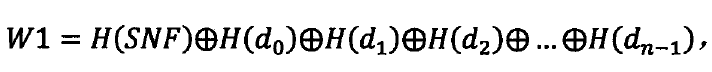 W1 = H(SNF)⊕H(d₀)⊕H(d₁)⊕H(d₂)⊕ … ⊕H(dₙ₋₁)，